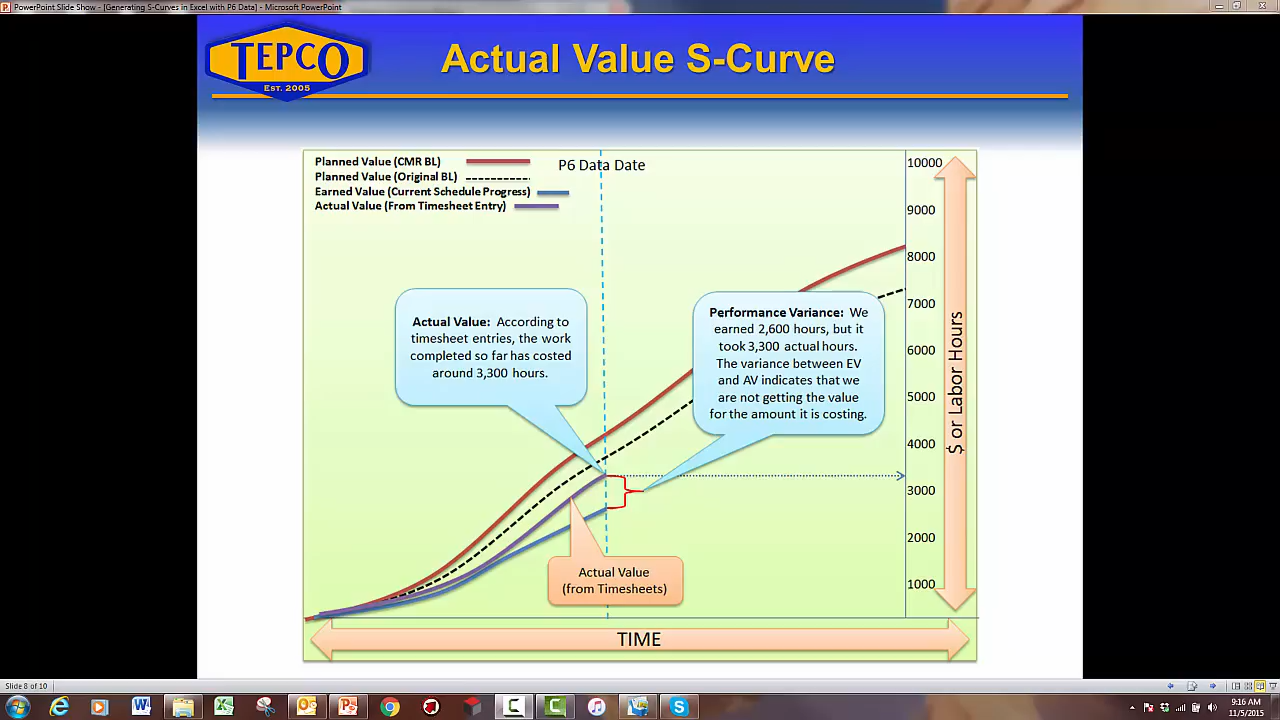 PowerPoint Slide Show - [Generating S-Curves in Excel with P6 Data] - Microsoft PowerPoint
TEPCO
EST. 2005
Actual Value S-Curve
Planned Value (CMR BL)
Planned Value (Original BL)
Earned Value (Current Schedule Progress)
Actual Value (From Timesheet Entry)
P6 Data Date
10000
9000
8000
7000
6000
5000
4000
3000
2000
1000
$ or Labor Hours
Actual Value: According to
timesheet entries, the work
completed so far has costed
around 3,300 hours.
Performance Variance: We
earned 2,600 hours, but it
took 3,300 actual hours.
The variance between EV
and AV indicates that we
are not getting the value
for the amount it is costing.
Actual Value
(from Timesheets)
TIME
Slide 8 of 10
9:16 AM
11/5/2015